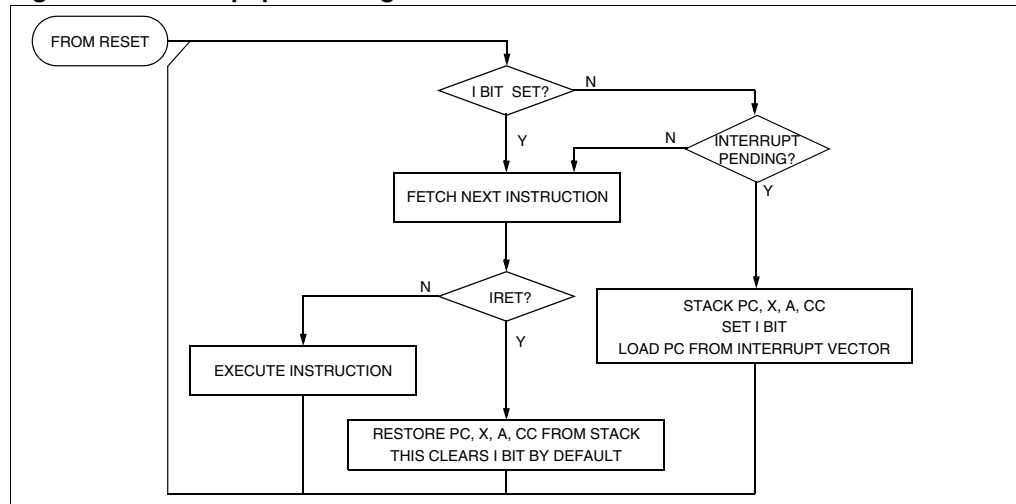 FROM RESET
I BIT SET?
N
Y
N
INTERRUPT
PENDING?
Y
FETCH NEXT INSTRUCTION
N
IRET?
Y
STACK PC, X, A, CC
SET I BIT
LOAD PC FROM INTERRUPT VECTOR
EXECUTE INSTRUCTION
RESTORE PC, X, A, CC FROM STACK
THIS CLEARS I BIT BY DEFAULT